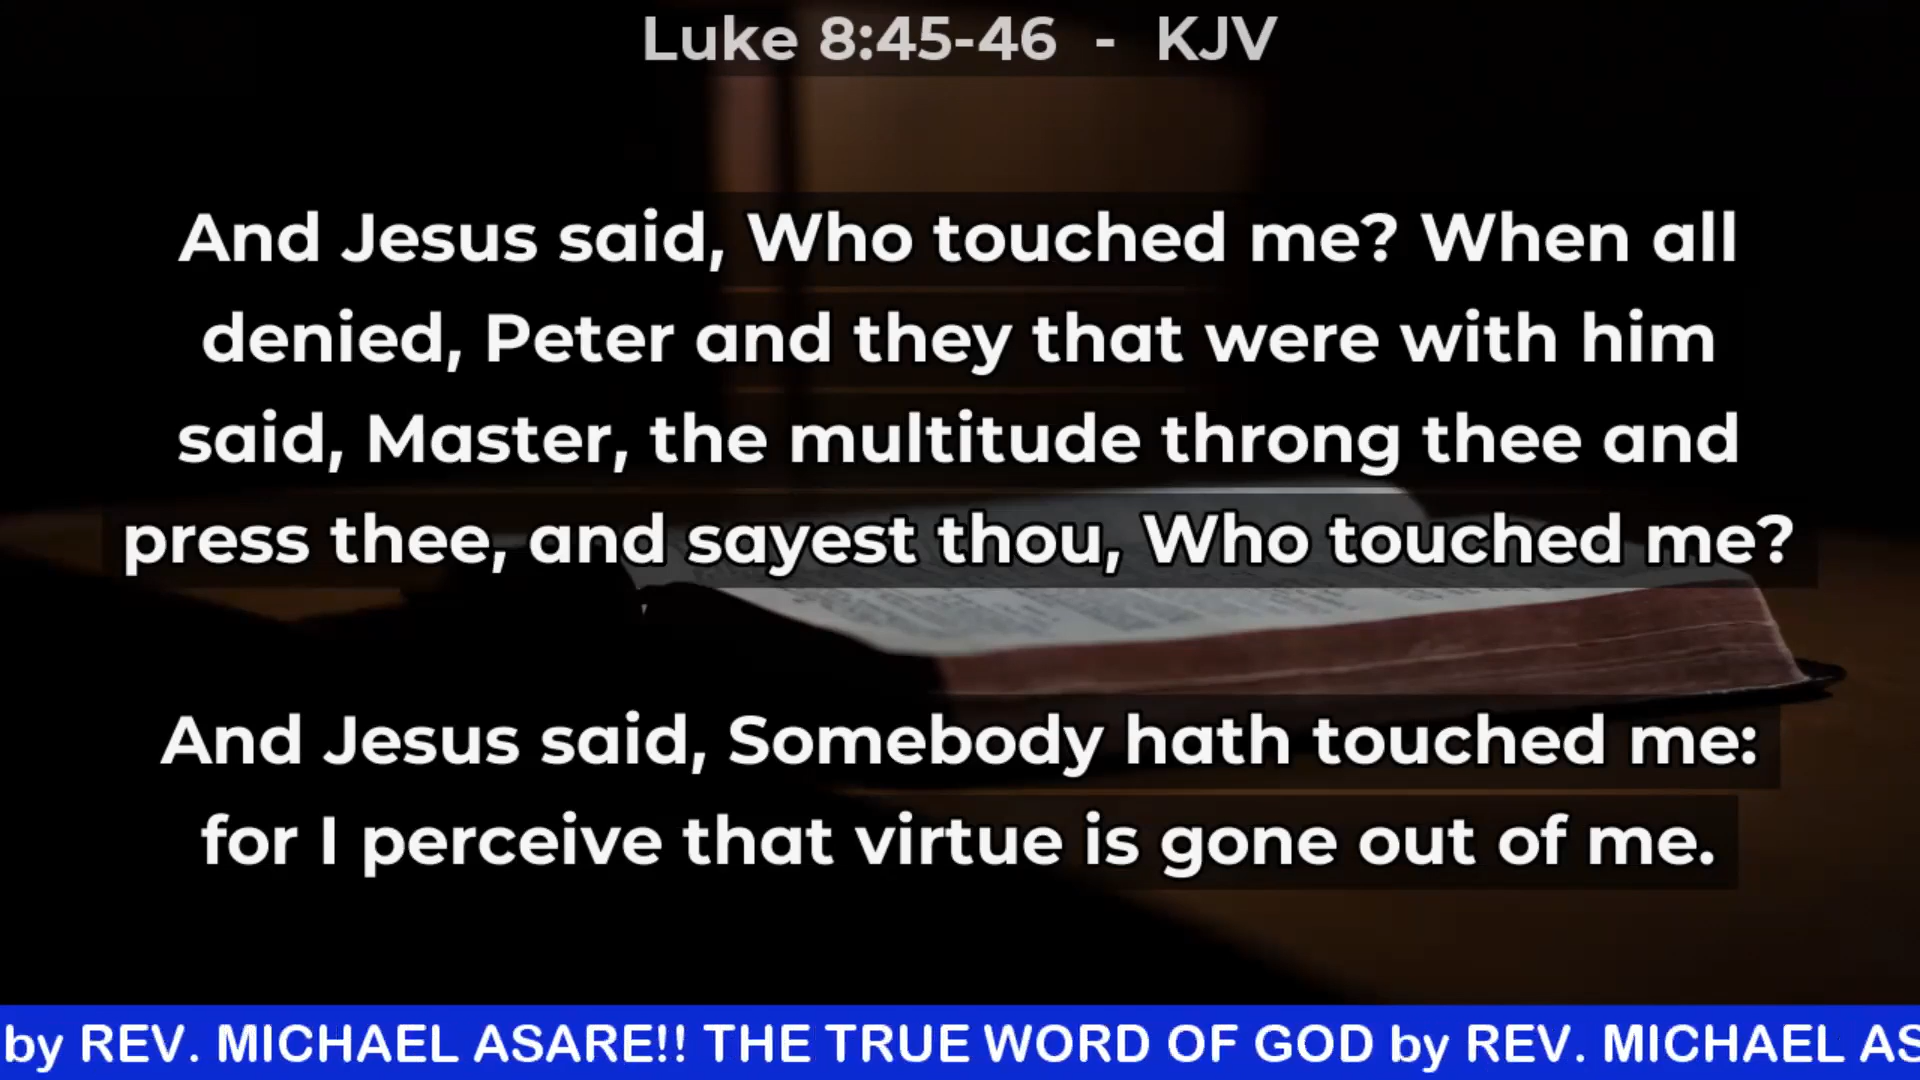 Luke 8:45-46 - KJV
And Jesus said, Who touched me? When all
denied, Peter and they that were with him
said, Master, the multitude throng thee and
press thee, and sayest thou, Who touched me?
And Jesus said, Somebody hath touched me:
for I perceive that virtue is gone out of me.
by REV. MICHAEL ASARE!! THE TRUE WORD OF GOD by REV. MICHAEL AS